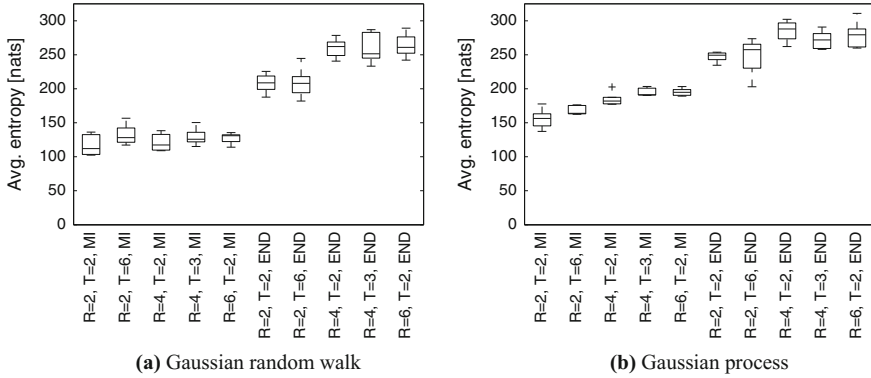 Avg. entropy [nats]
300
250
200
150
100
50
0
R=2, T=2, MI
R=2, T=6, MI
R=4, T=2, MI
R=4, T=3, MI
R=6, T=2, MI
R=2, T=2, END
R=2, T=6, END
R=4, T=2, END
R=4, T=3, END
R=6, T=2, END
(a) Gaussian random walk
Avg. entropy [nats]
300
250
200
150
100
50
0
R=2, T=2, MI
R=2, T=6, MI
R=4, T=2, MI
R=4, T=3, MI
R=6, T=2, MI
R=2, T=2, END
R=2, T=6, END
R=4, T=2, END
R=4, T=3, END
R=6, T=2, END
(b) Gaussian process